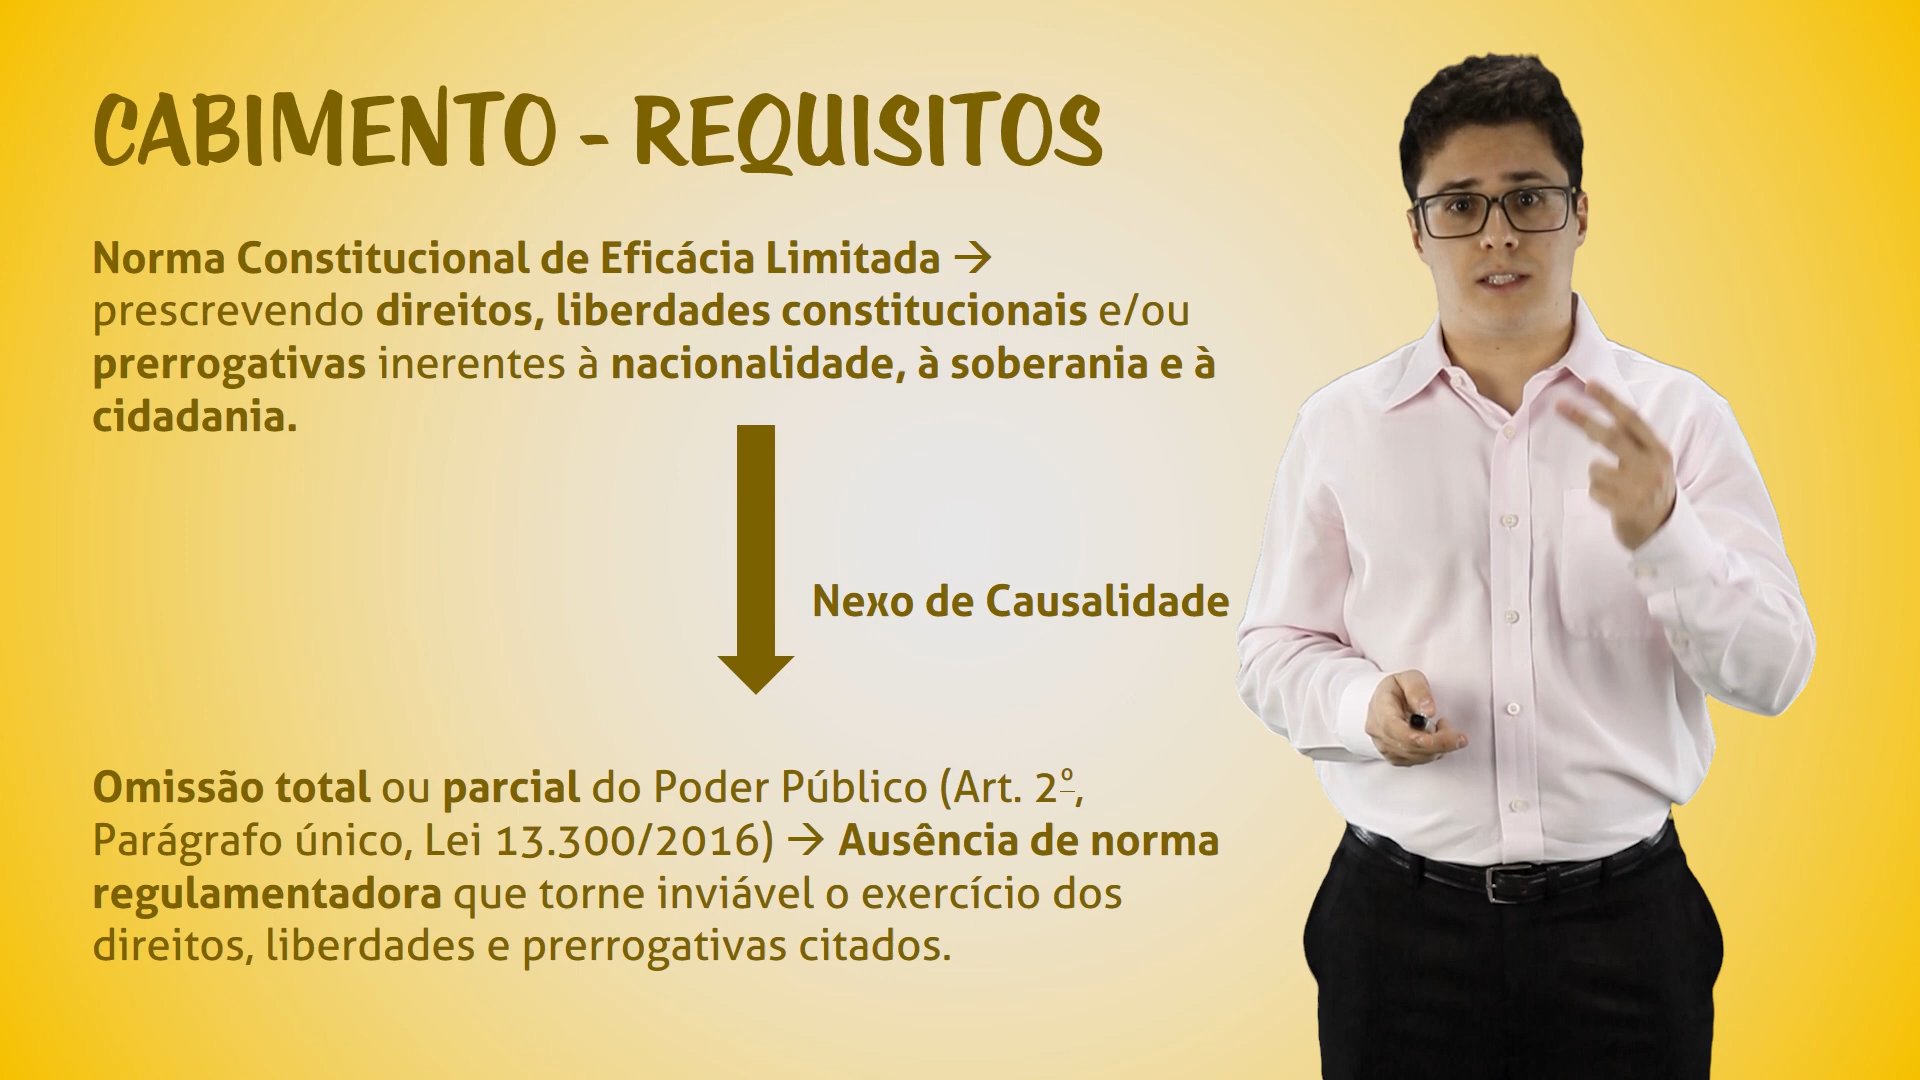 CABIMENTO - REQUISITOS
Norma Constitucional de Eficácia Limitada →
prescrevendo direitos, liberdades constitucionais e/ou
prerrogativas inerentes à nacionalidade, à soberania e à
cidadania.
Nexo de Causalidade
Omissão total ou parcial do Poder Público (Art. 2º,
Parágrafo único, Lei 13.300/2016) → Ausência de norma
regulamentadora que torne inviável o exercício dos
direitos, liberdades e prerrogativas citados.